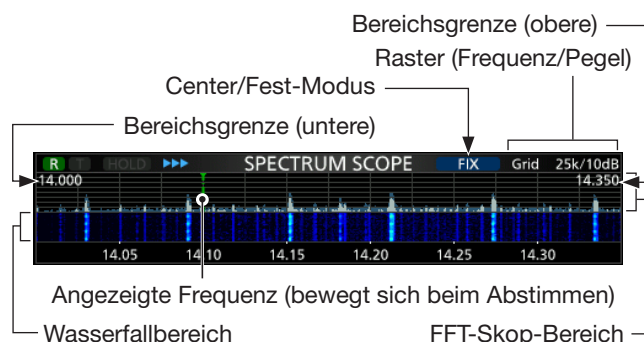 Bereichsgrenze (obere)
Raster (Frequenz/Pegel)
Center/Fest-Modus
Bereichsgrenze (untere)
R T HOLD SPECTRUM SCOPE FIX Grid 25k/10dB
14.000 14.350
14.05 14.10 14.15 14.20 14.25 14.30
Angezeigte Frequenz (bewegt sich beim Abstimmen)
Wasserfallbereich FFT-Skop-Bereich